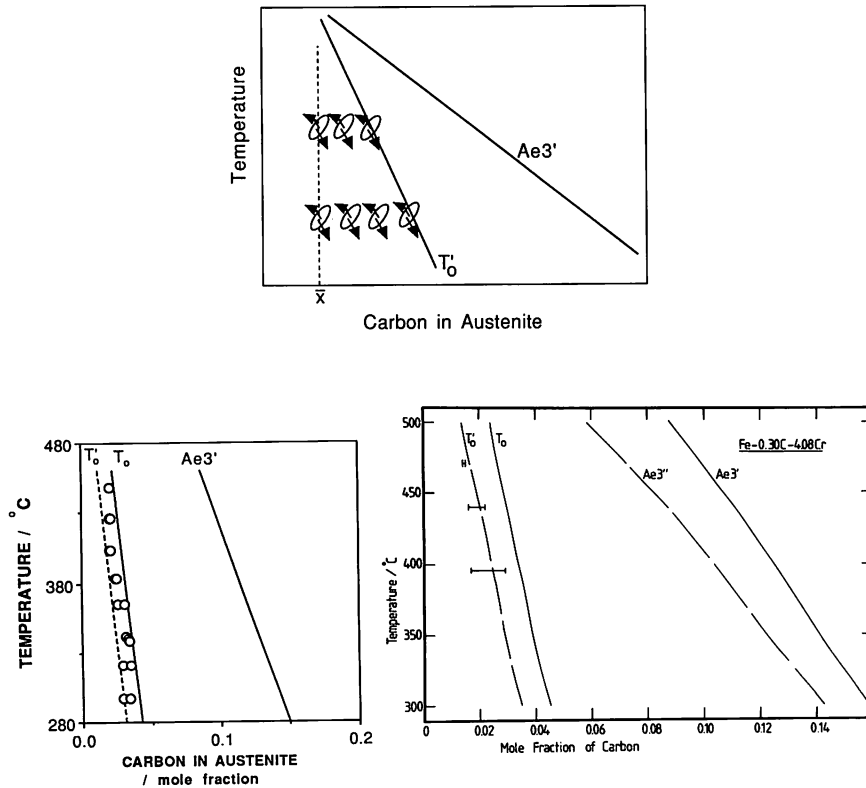 Temperature
Ae3'
T'o
x̄
Carbon in Austenite
480
380
280
T'o
To
Ae3'
TEMPERATURE / °C
0.0
0.1
0.2
CARBON IN AUSTENITE
/ mole fraction
500
450
400
350
300
T'o
To
Fe-0.30C-4.08Cr
Ae3''
Ae3'
H
Temperature /°C
0
0.02
0.04
0.06
0.08
0.10
0.12
0.14
Mole Fraction of Carbon